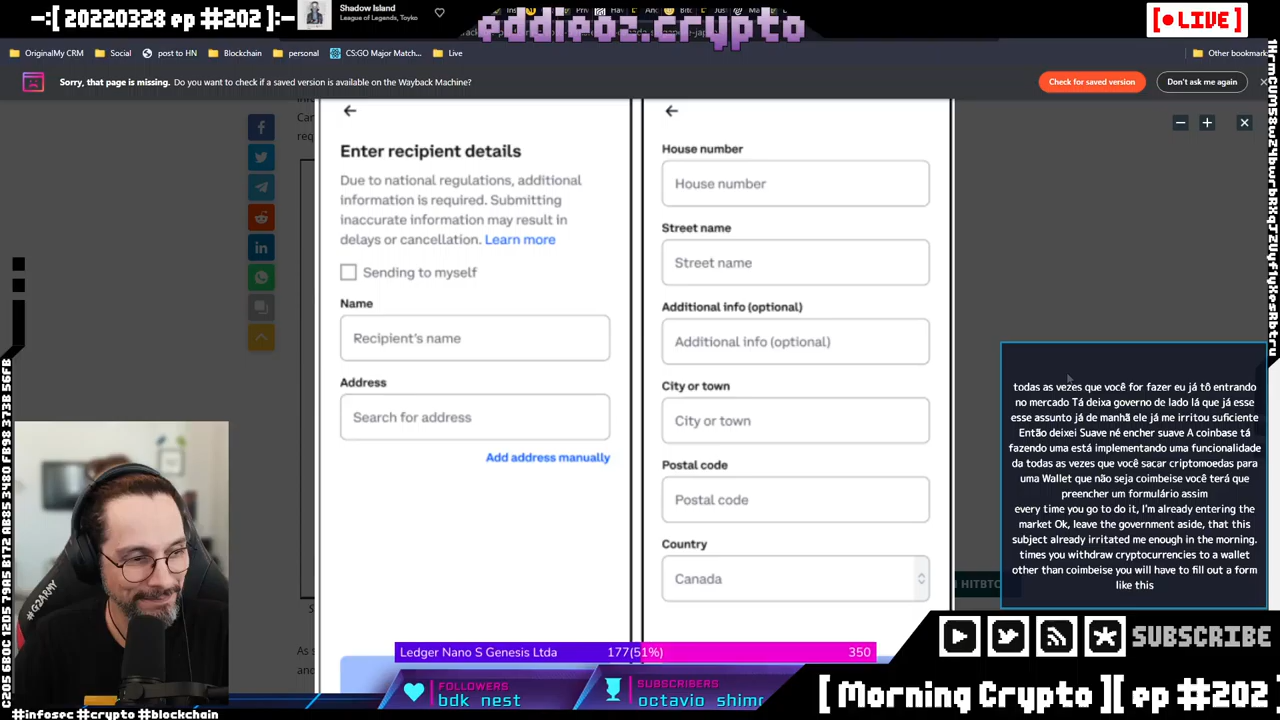 -:[ 20220328 ep #202 ]:-
Shadow Island
League of Legends, Toyko
eddieoz.crypto
[ LIVE ]
OriginalMy CRM
Social
post to HN
Blockchain
personal
CS:GO Major Match...
Live
Other bookmark
Sorry, that page is missing. Do you want to check if a saved version is available on the Wayback Machine?
Check for saved version
Don't ask me again
Enter recipient details
Due to national regulations, additional
information is required. Submitting
inaccurate information may result in
delays or cancellation. Learn more
Sending to myself
Name
Recipient's name
Address
Search for address
Add address manually
House number
House number
Street name
Street name
Additional info (optional)
Additional info (optional)
City or town
City or town
Postal code
Postal code
Country
Canada
todas as vezes que você for fazer eu já tô entrando
no mercado Tá deixa governo de lado lá que já esse
esse assunto já de manhã ele já me irritou suficiente
Então deixei Suave né encher suave A coinbase tá
fazendo uma está implementando uma funcionalidade
da todas as vezes que você sacar criptomoedas para
uma Wallet que não seja coimbeise você terá que
preencher um formulário assim
every time you go to do it, I'm already entering the
market Ok, leave the government aside, that this
subject already irritated me enough in the morning.
times you withdraw cryptocurrencies to a wallet
other than coimbeise you will have to fill out a form
like this
HITBTC
Ledger Nano S Genesis Ltda
177(51%)
350
FOLLOWERS
bdk_nest
SUBSCRIBERS
octavio_shimo
SUBSCRIBE
[ Morning Crypto ][ ep #202 ]
#infosec #crypto #blockchain
#G2ARMY